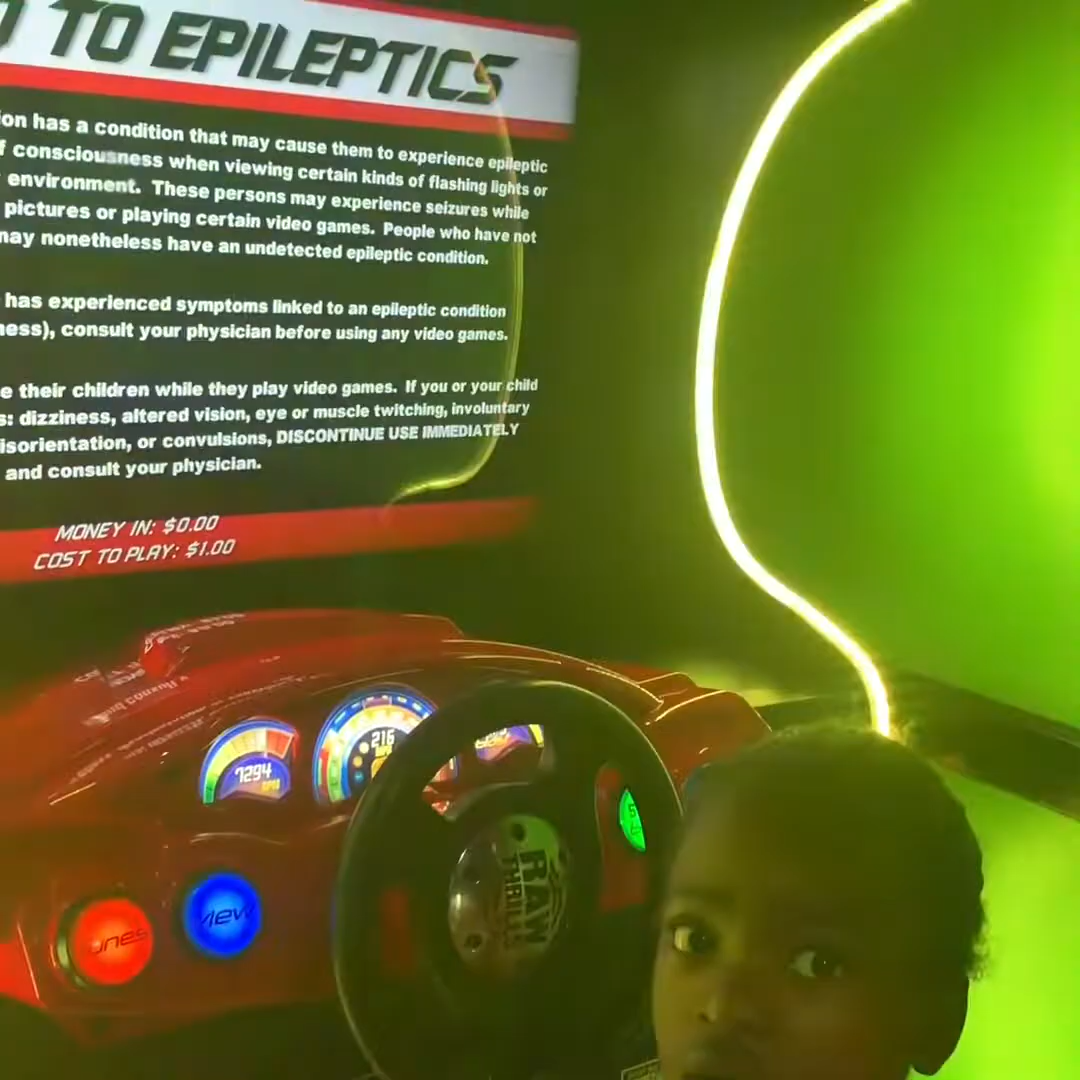 TO EPILEPTICS
has a condition that may cause them to experience epileptic
consciousness when viewing certain kinds of flashing lights or
environment. These persons may experience seizures while
pictures or playing certain video games. People who have not
may nonetheless have an undetected epileptic condition.
has experienced symptoms linked to an epileptic condition
consult your physician before using any video games.
their children while they play video games. If you or your child
dizziness, altered vision, eye or muscle twitching, involuntary
disorientation, or convulsions, DISCONTINUE USE IMMEDIATELY
and consult your physician.
MONEY IN: $0.00
COST TO PLAY: $1.00
216
7294
RPM
RAW
THRILLS
view